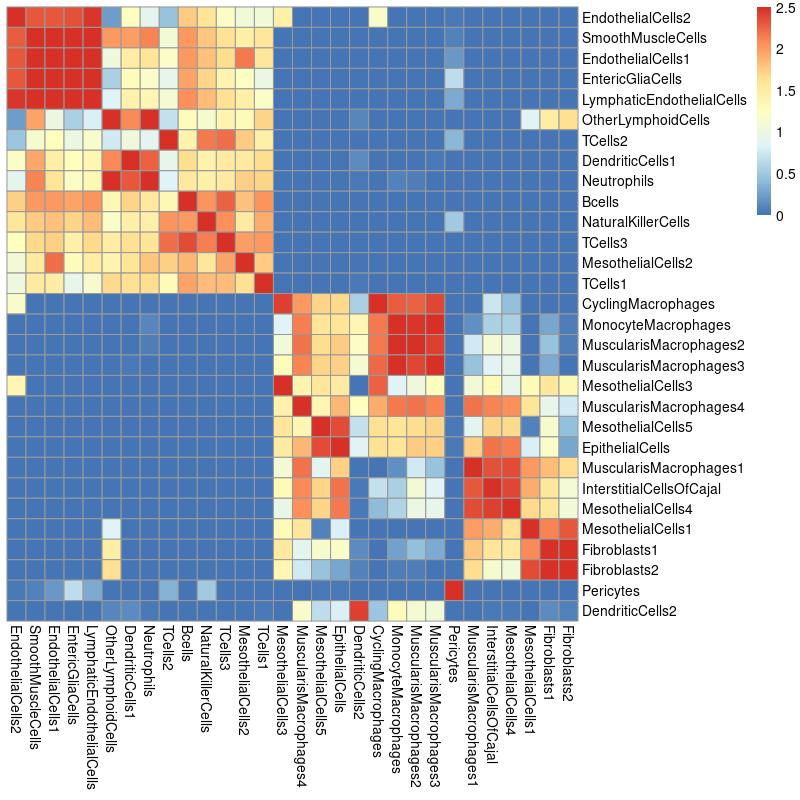 EndothelialCells2
SmoothMuscleCells
EndothelialCells1
EntericGliaCells
LymphaticEndothelialCells
OtherLymphoidCells
TCells2
DendriticCells1
Neutrophils
Bcells
NaturalKillerCells
TCells3
MesothelialCells2
TCells1
CyclingMacrophages
MonocyteMacrophages
MuscularisMacrophages2
MuscularisMacrophages3
MesothelialCells3
MuscularisMacrophages4
MesothelialCells5
EpithelialCells
MuscularisMacrophages1
InterstitialCellsOfCajal
MesothelialCells4
MesothelialCells1
Fibroblasts1
Fibroblasts2
Pericytes
DendriticCells2
2.5
2
1.5
1
0.5
0
EndothelialCells2
SmoothMuscleCells
EndothelialCells1
EntericGliaCells
LymphaticEndothelialCells
OtherLymphoidCells
DendriticCells1
Neutrophils
TCells2
Bcells
NaturalKillerCells
TCells3
MesothelialCells2
TCells1
MesothelialCells3
MuscularisMacrophages4
MesothelialCells5
EpithelialCells
DendriticCells2
CyclingMacrophages
MonocyteMacrophages
MuscularisMacrophages2
MuscularisMacrophages3
Pericytes
MuscularisMacrophages1
InterstitialCellsOfCajal
MesothelialCells4
MesothelialCells1
Fibroblasts1
Fibroblasts2